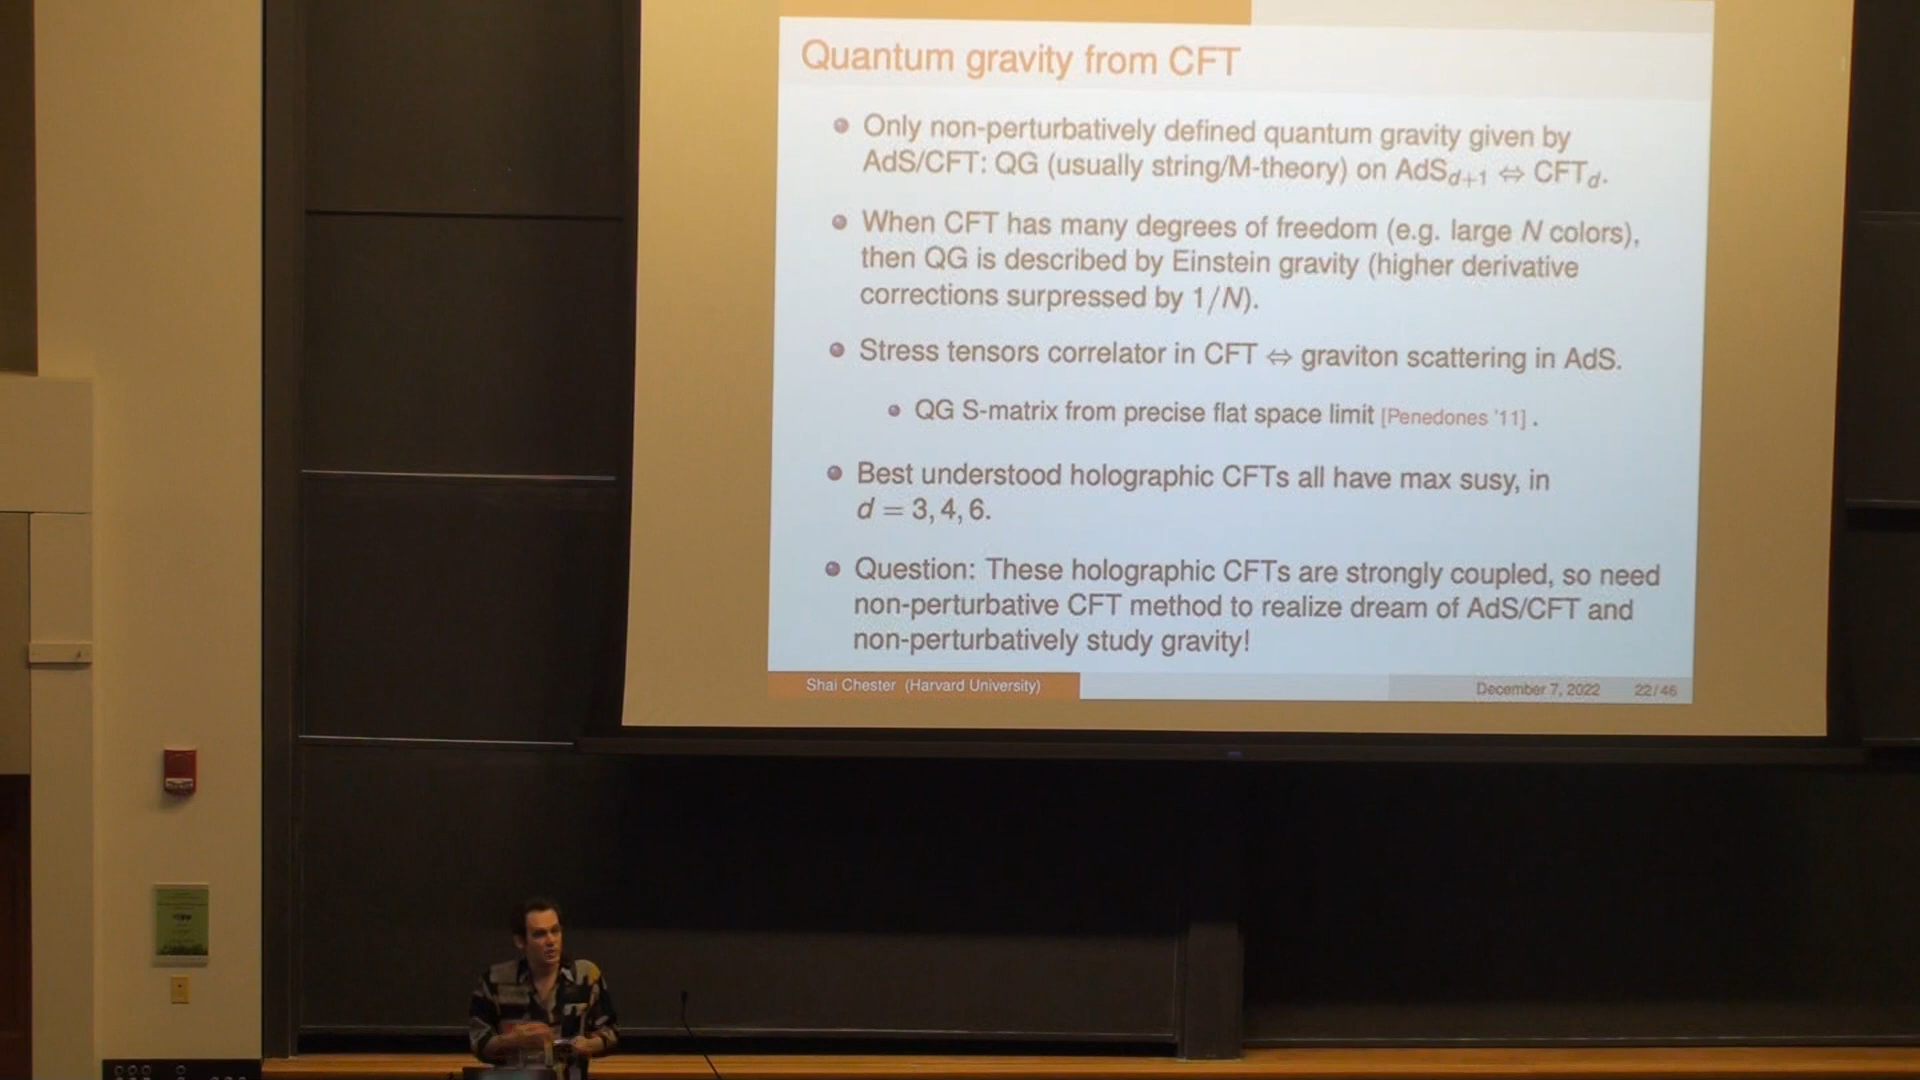 Quantum gravity from CFT
Only non-perturbatively defined quantum gravity given by
AdS/CFT: QG (usually string/M-theory) on AdS_{d+1} ⇔ CFT_d.
When CFT has many degrees of freedom (e.g. large N colors),
then QG is described by Einstein gravity (higher derivative
corrections surpressed by 1/N).
Stress tensors correlator in CFT ⇔ graviton scattering in AdS.
QG S-matrix from precise flat space limit [Penedones '11] .
Best understood holographic CFTs all have max susy, in
d = 3, 4, 6.
Question: These holographic CFTs are strongly coupled, so need
non-perturbative CFT method to realize dream of AdS/CFT and
non-perturbatively study gravity!
Shai Chester (Harvard University)
December 7, 2022 22/46